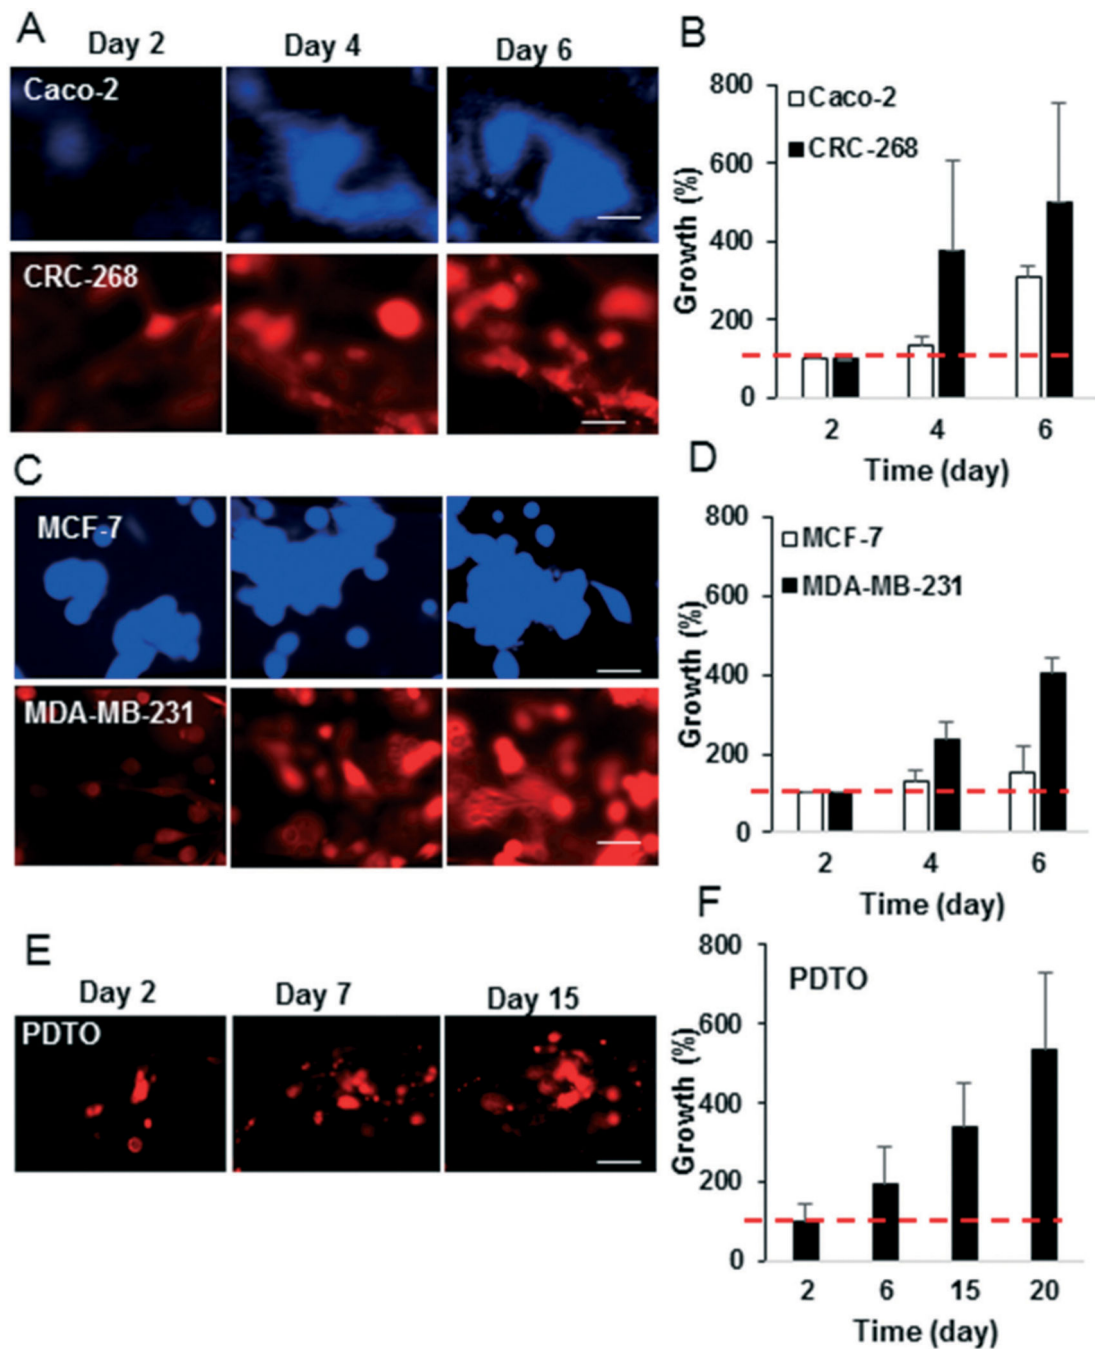 A
Day 2
Day 4
Day 6
Caco-2
CRC-268
B
800
600
400
200
0
Growth (%)
Caco-2
CRC-268
2
4
6
Time (day)
C
MCF-7
MDA-MB-231
D
800
600
400
200
0
Growth (%)
MCF-7
MDA-MB-231
2
4
6
Time (day)
E
Day 2
Day 7
Day 15
PDTO
F
800
600
400
200
0
Growth (%)
PDTO
2
6
15
20
Time (day)